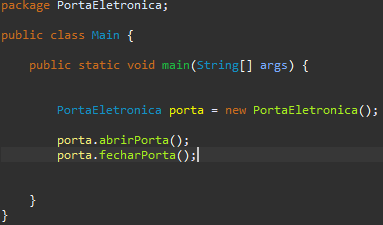 package PortaEletronica;
public class Main {
public static void main(String[] args) {
PortaEletronica porta = new PortaEletronica();
porta.abrirPorta();
porta.fecharPorta();
}
}